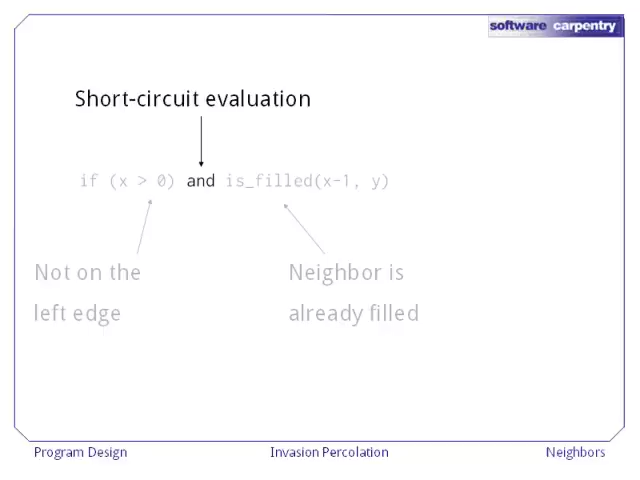 software carpentry
Short-circuit evaluation
if (x > 0) and is_filled(x-1, y)
Not on the
left edge
Neighbor is
already filled
Program Design
Invasion Percolation
Neighbors